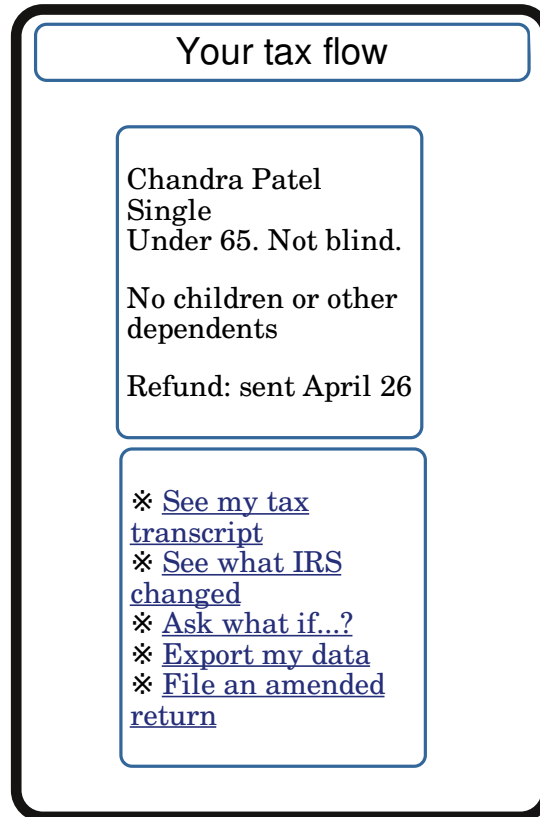 Your tax flow
Chandra Patel
Single
Under 65. Not blind.
No children or other
dependents
Refund: sent April 26
※ See my tax
transcript
※ See what IRS
changed
※ Ask what if...?
※ Export my data
※ File an amended
return